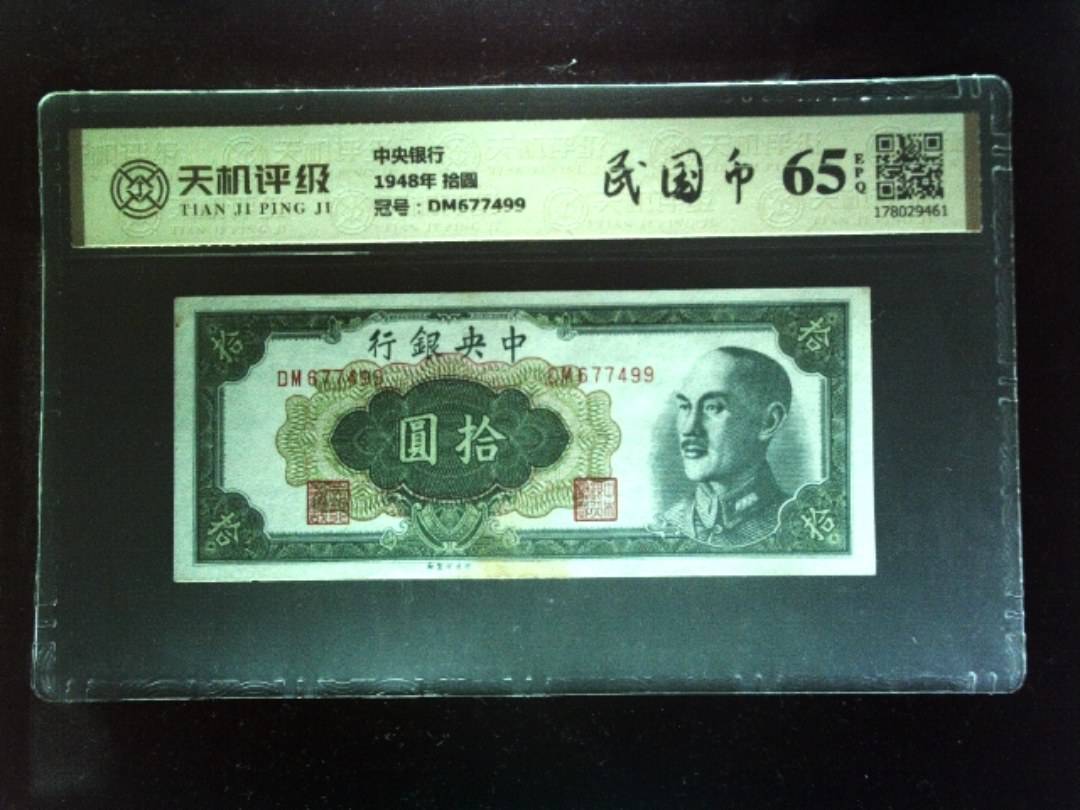 天机评级
TIAN JI PING JI
中央银行
1948年 拾圆
冠号：DM677499
民国币
65
EPQ
178029461
拾
拾
行銀央中
DM677499
DM677499
圓拾
拾
拾